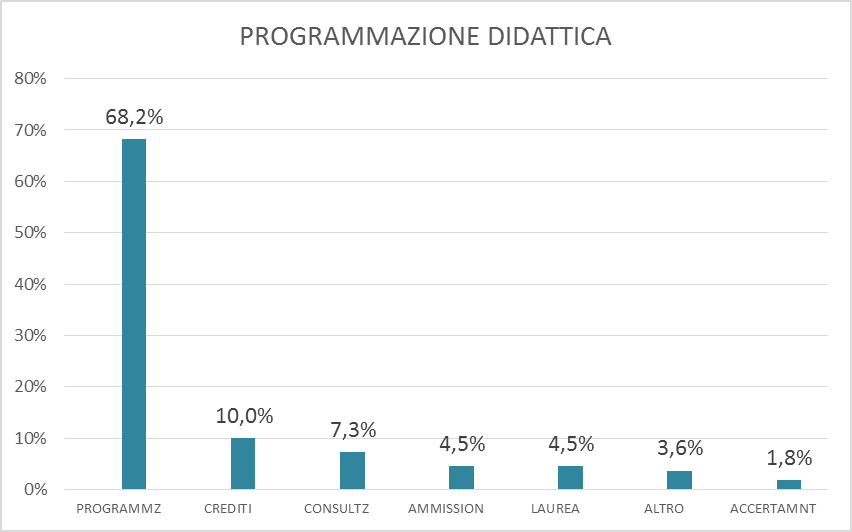 PROGRAMMAZIONE DIDATTICA
80%
70%
60%
50%
40%
30%
20%
10%
0%
68,2%
10,0%
7,3%
4,5%
4,5%
3,6%
1,8%
PROGRAMMZ
CREDITI
CONSULTZ
AMMISSION
LAUREA
ALTRO
ACCERTAMNT